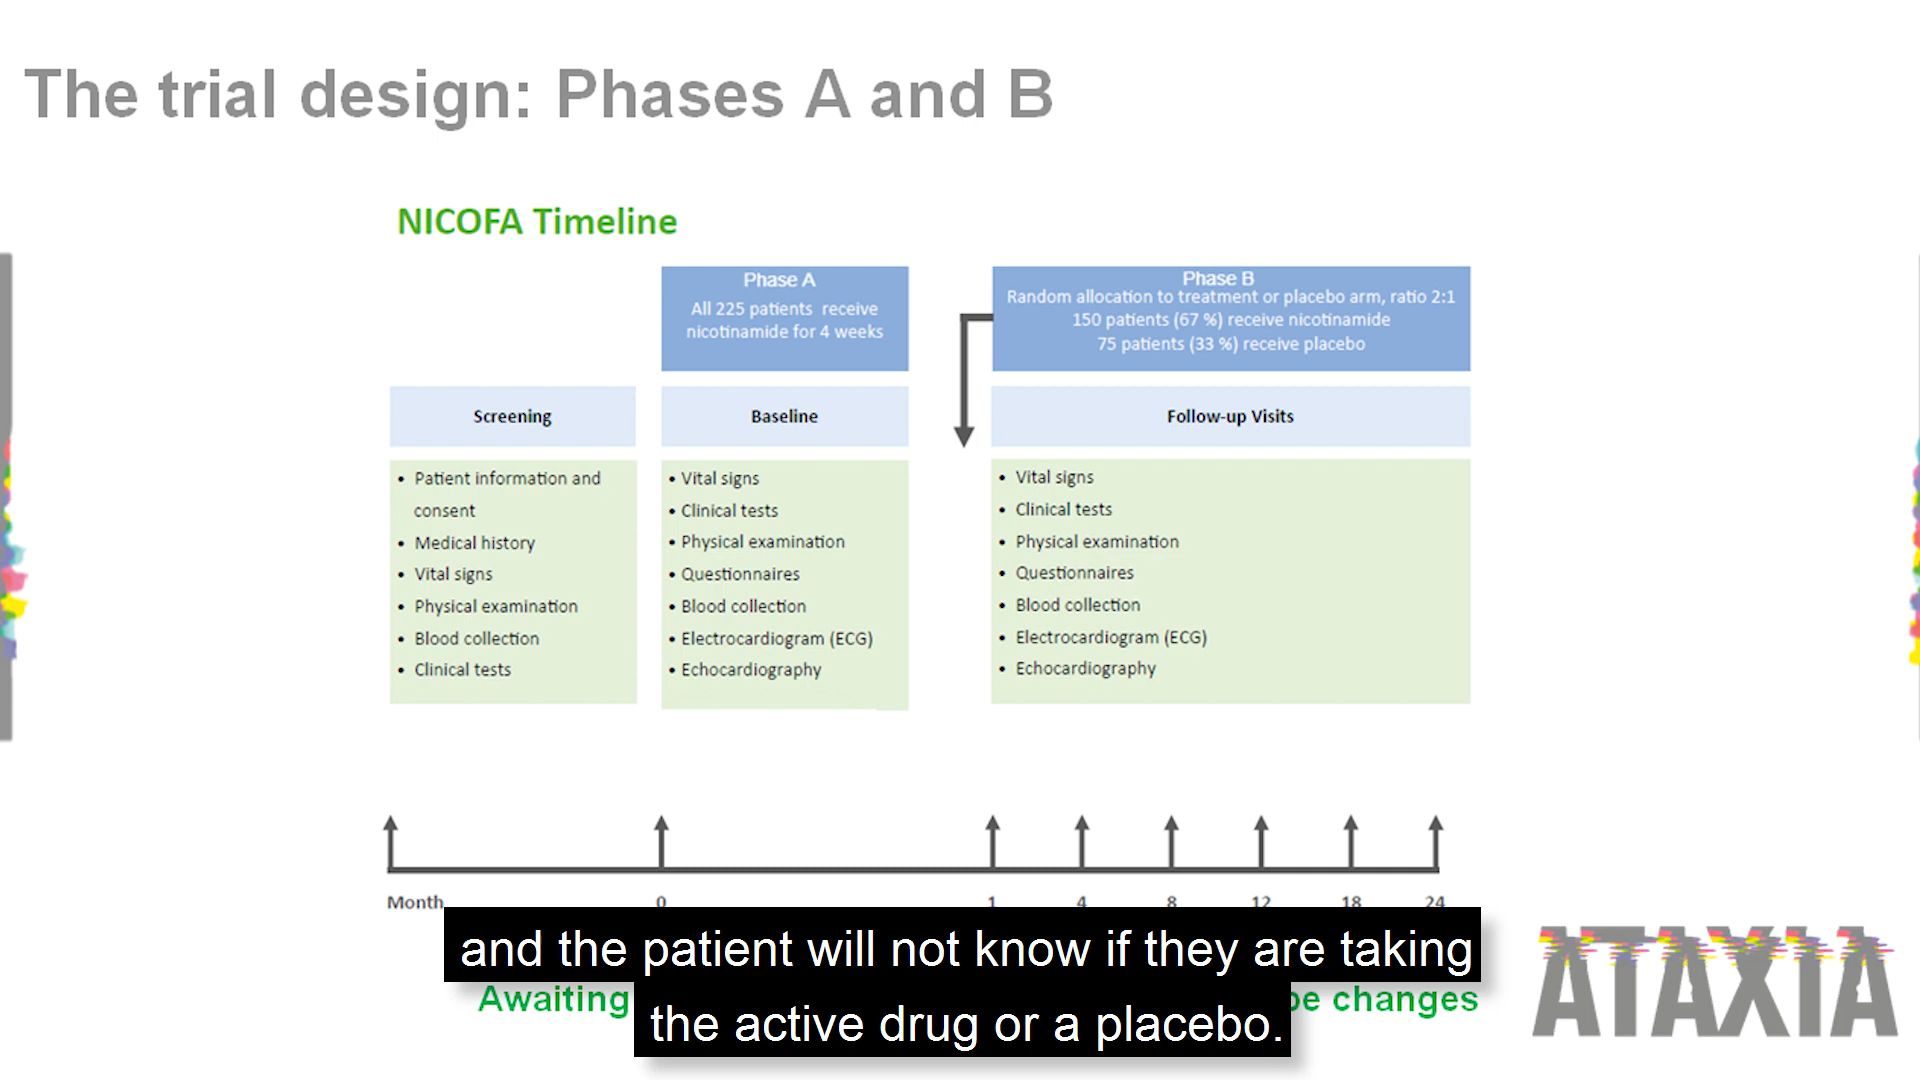 The trial design: Phases A and B
NICOFA Timeline
Phase A
All 225 patients receive
nicotinamide for 4 weeks
Phase B
Random allocation to treatment or placebo arm, ratio 2:1
150 patients (67 %) receive nicotinamide
75 patients (33 %) receive placebo
Screening
Baseline
Follow-up Visits
• Patient information and
consent
• Medical history
• Vital signs
• Physical examination
• Blood collection
• Clinical tests
• Vital signs
• Clinical tests
• Physical examination
• Questionnaires
• Blood collection
• Electrocardiogram (ECG)
• Echocardiography
• Vital signs
• Clinical tests
• Physical examination
• Questionnaires
• Blood collection
• Electrocardiogram (ECG)
• Echocardiography
Month 0 1 4 8 12 18 24
and the patient will not know if they are taking
the active drug or a placebo.
Awaiting be changes
ATAXIA